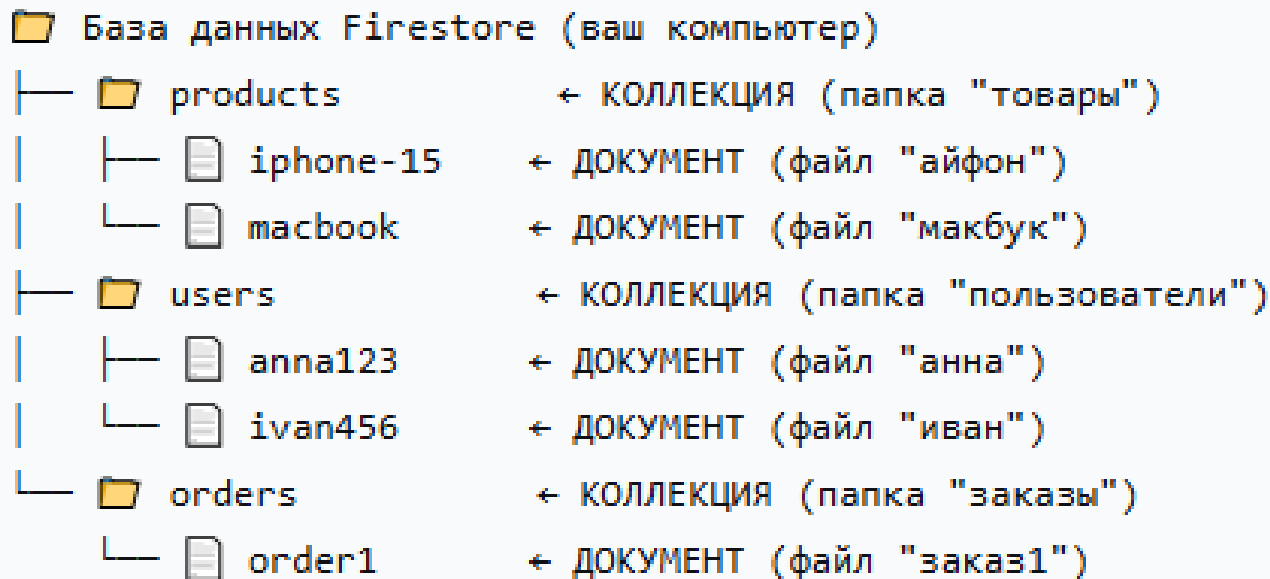 📁 База данных Firestore (ваш компьютер)
├── 📁 products ← КОЛЛЕКЦИЯ (папка "товары")
│ ├── 📄 iphone-15 ← ДОКУМЕНТ (файл "айфон")
│ └── 📄 macbook ← ДОКУМЕНТ (файл "макбук")
├── 📁 users ← КОЛЛЕКЦИЯ (папка "пользователи")
│ ├── 📄 anna123 ← ДОКУМЕНТ (файл "анна")
│ └── 📄 ivan456 ← ДОКУМЕНТ (файл "иван")
└── 📁 orders ← КОЛЛЕКЦИЯ (папка "заказы")
└── 📄 order1 ← ДОКУМЕНТ (файл "заказ1")